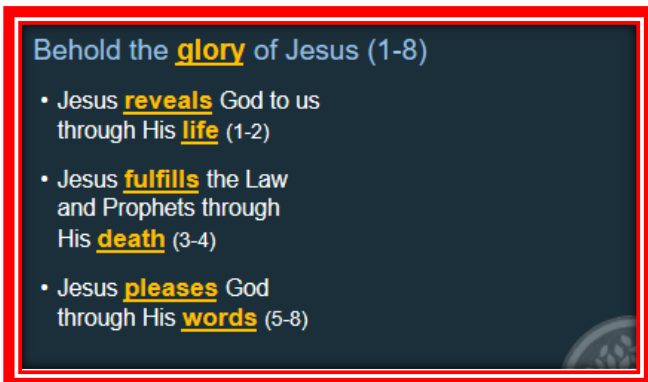 Behold the glory of Jesus (1-8)
• Jesus reveals God to us
through His life (1-2)
• Jesus fulfills the Law
and Prophets through
His death (3-4)
• Jesus pleases God
through His words (5-8)